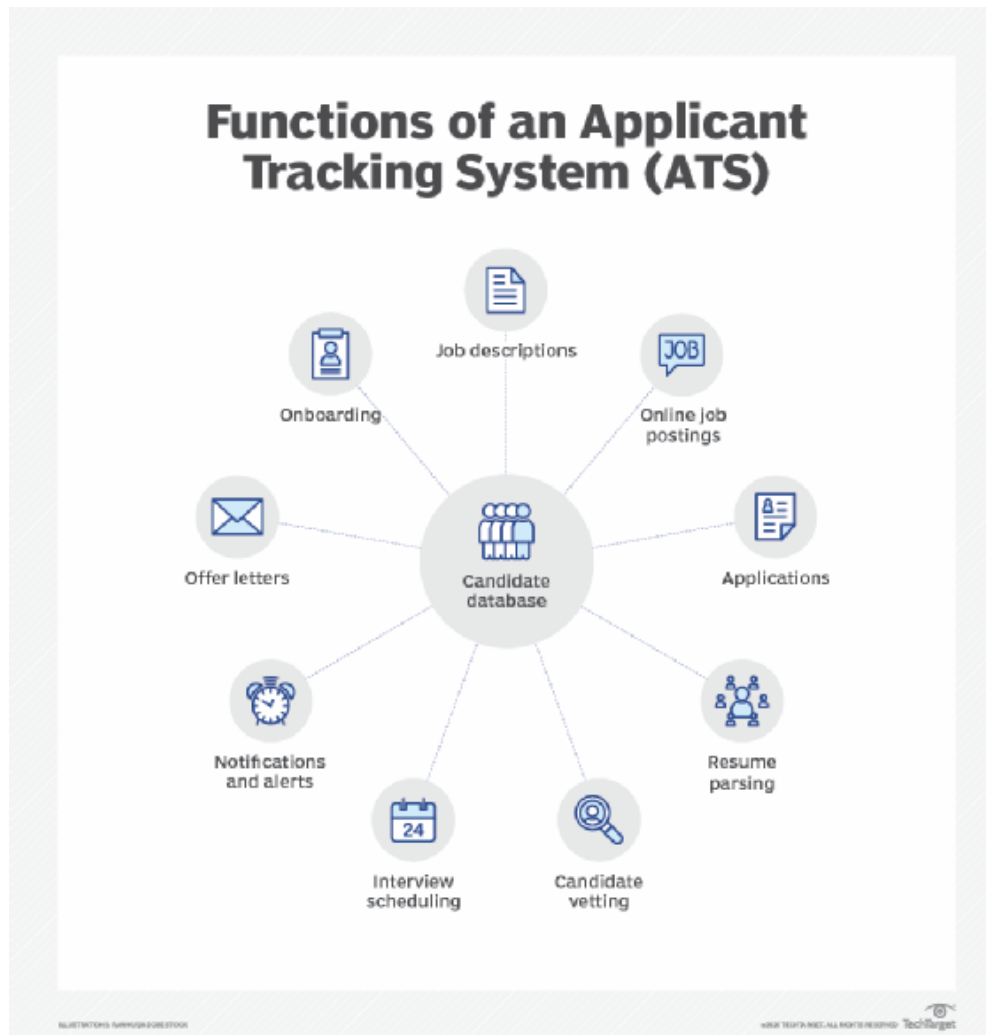 Functions of an Applicant
Tracking System (ATS)
Job descriptions
JOB
Online job
postings
Applications
Resume
parsing
Candidate
vetting
24
Interview
scheduling
Notifications
and alerts
Offer letters
Onboarding
Candidate
database
TechTarget